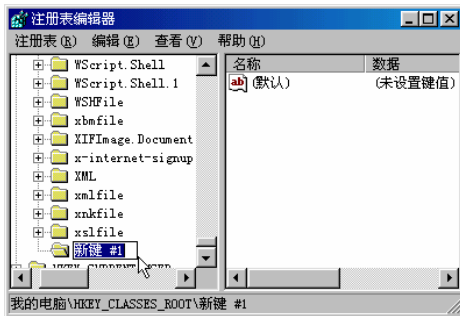 注册表编辑器
注册表(R) 编辑(E) 查看(V) 帮助(H)
WScript.Shell
WScript.Shell.1
WSHFile
xbmfile
XIFImage.Document
x-internet-signup
XML
xmlfile
xnkfile
xslfile
新键 #1
HKEY_CURRENT_USER
名称 数据
ab (默认) (未设置键值)
我的电脑\HKEY_CLASSES_ROOT\新键 #1